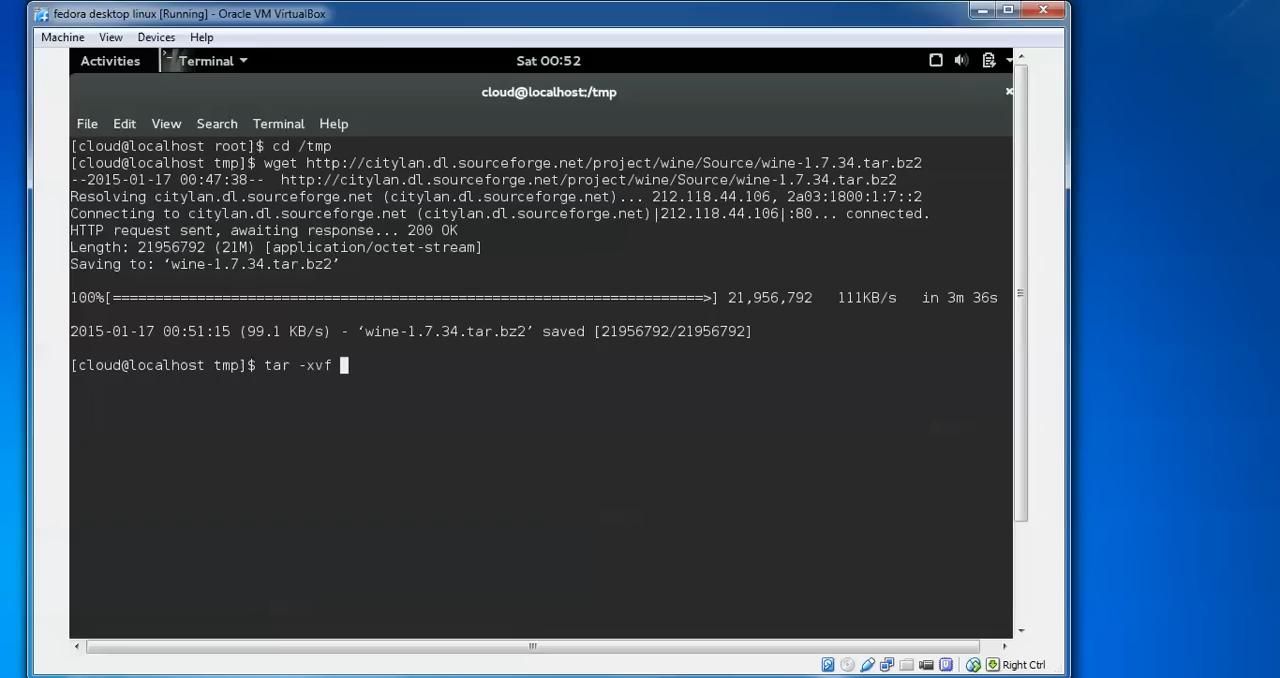 fedora desktop linux [Running] - Oracle VM VirtualBox
Machine View Devices Help
Activities Terminal Sat 00:52
cloud@localhost:/tmp
File Edit View Search Terminal Help
[cloud@localhost root]$ cd /tmp
[cloud@localhost tmp]$ wget http://citylan.dl.sourceforge.net/project/wine/Source/wine-1.7.34.tar.bz2
--2015-01-17 00:47:38-- http://citylan.dl.sourceforge.net/project/wine/Source/wine-1.7.34.tar.bz2
Resolving citylan.dl.sourceforge.net (citylan.dl.sourceforge.net)... 212.118.44.106, 2a03:1800:1:7::2
Connecting to citylan.dl.sourceforge.net (citylan.dl.sourceforge.net)|212.118.44.106|:80... connected.
HTTP request sent, awaiting response... 200 OK
Length: 21956792 (21M) [application/octet-stream]
Saving to: ‘wine-1.7.34.tar.bz2’
100%[======================================================================>] 21,956,792 111KB/s in 3m 36s
2015-01-17 00:51:15 (99.1 KB/s) - ‘wine-1.7.34.tar.bz2’ saved [21956792/21956792]
[cloud@localhost tmp]$ tar -xvf
Right Ctrl